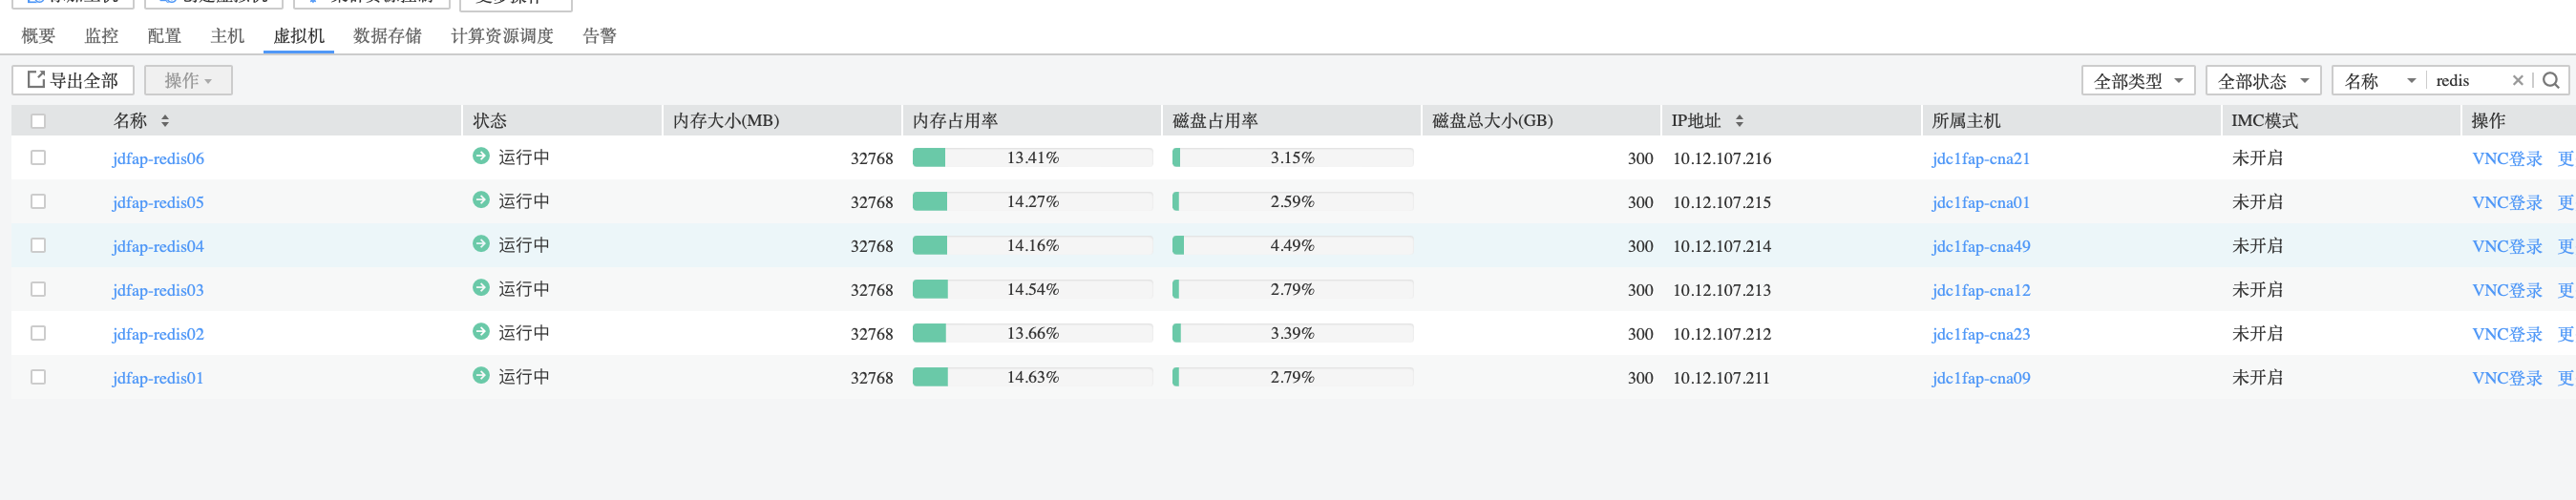 概要 监控 配置 主机 虚拟机 数据存储 计算资源调度 告警
导出全部 操作 全部类型 全部状态 名称 redis
名称 状态 内存大小(MB) 内存占用率 磁盘占用率 磁盘总大小(GB) IP地址 所属主机 IMC模式 操作
jdfap-redis06 运行中 32768 13.41% 3.15% 300 10.12.107.216 jdc1fap-cna21 未开启 VNC登录 更
jdfap-redis05 运行中 32768 14.27% 2.59% 300 10.12.107.215 jdc1fap-cna01 未开启 VNC登录 更
jdfap-redis04 运行中 32768 14.16% 4.49% 300 10.12.107.214 jdc1fap-cna49 未开启 VNC登录 更
jdfap-redis03 运行中 32768 14.54% 2.79% 300 10.12.107.213 jdc1fap-cna12 未开启 VNC登录 更
jdfap-redis02 运行中 32768 13.66% 3.39% 300 10.12.107.212 jdc1fap-cna23 未开启 VNC登录 更
jdfap-redis01 运行中 32768 14.63% 2.79% 300 10.12.107.211 jdc1fap-cna09 未开启 VNC登录 更